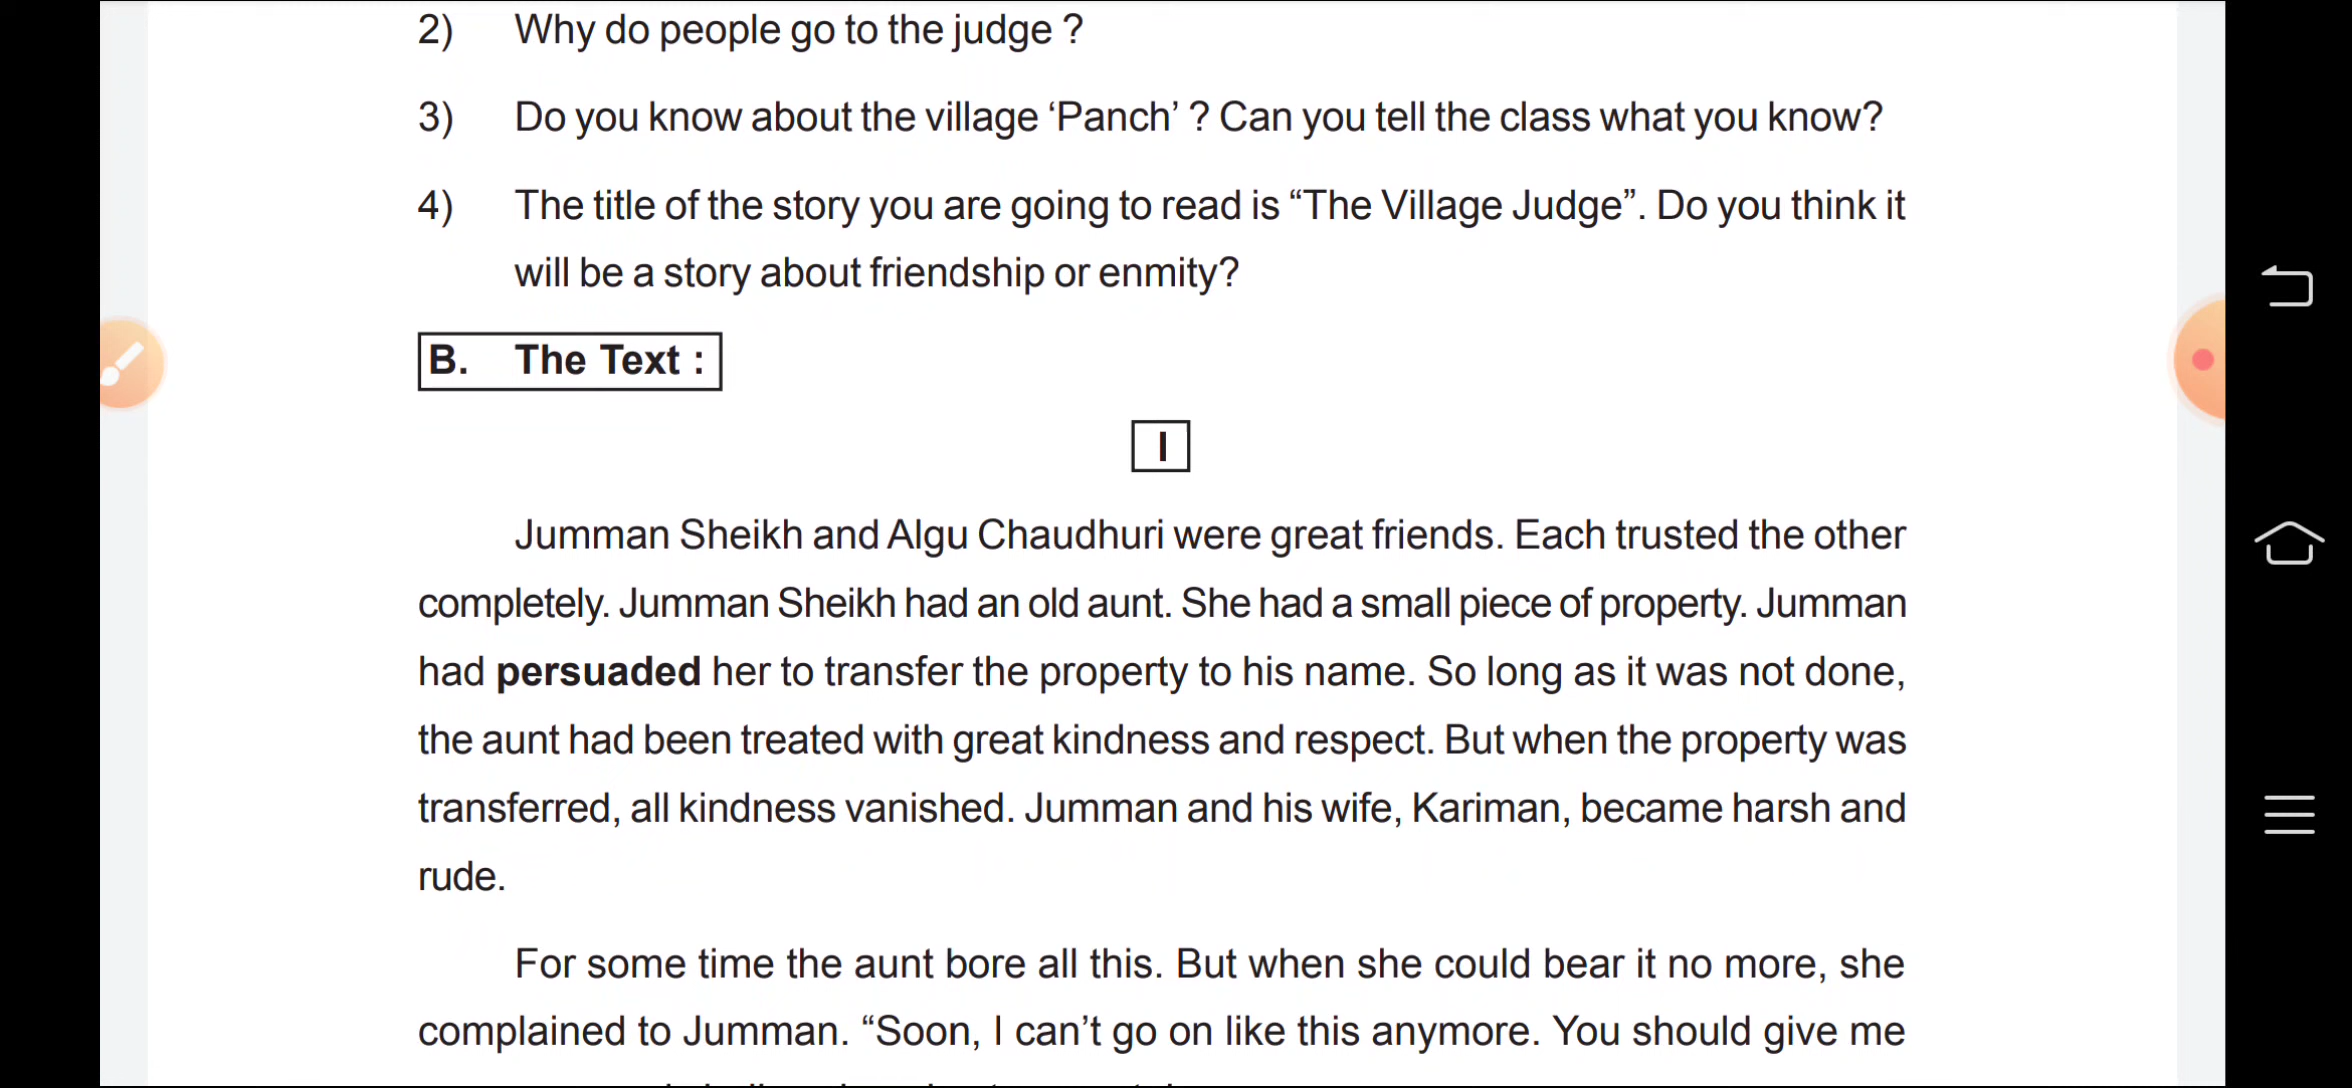 2) Why do people go to the judge ?
3) Do you know about the village ‘Panch’ ? Can you tell the class what you know?
4) The title of the story you are going to read is “The Village Judge”. Do you think it
will be a story about friendship or enmity?
B. The Text :
I
Jumman Sheikh and Algu Chaudhuri were great friends. Each trusted the other
completely. Jumman Sheikh had an old aunt. She had a small piece of property. Jumman
had persuaded her to transfer the property to his name. So long as it was not done,
the aunt had been treated with great kindness and respect. But when the property was
transferred, all kindness vanished. Jumman and his wife, Kariman, became harsh and
rude.
For some time the aunt bore all this. But when she could bear it no more, she
complained to Jumman. “Soon, I can’t go on like this anymore. You should give me